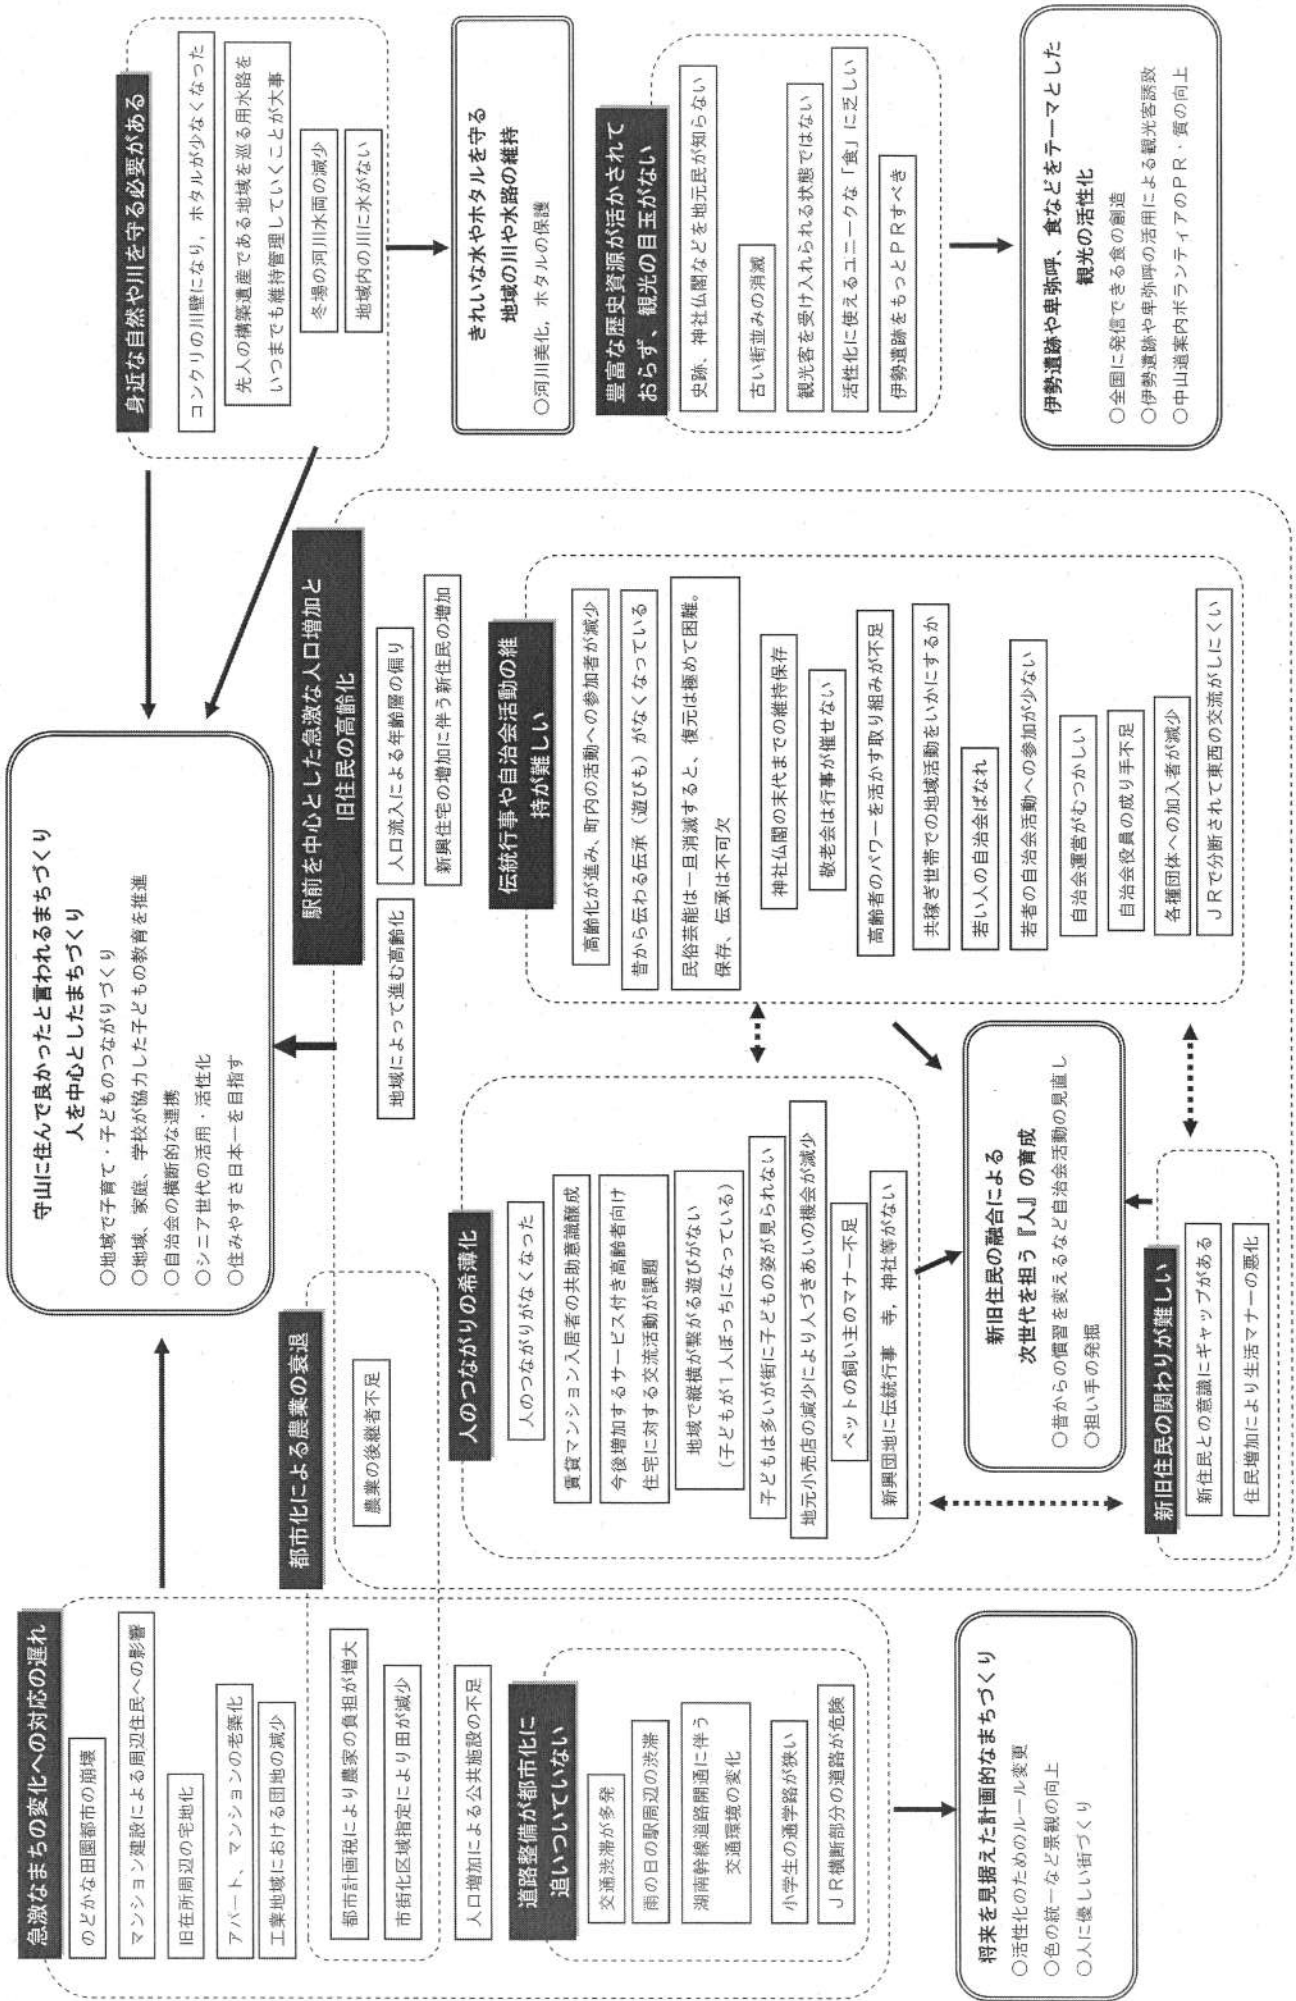 急激なまちの変化への対応の遅れ
のどかな田園都市の崩壊
マンション建設による周辺住民への影響
旧在所周辺の宅地化
アパート、マンションの老築化
工業地域における団地の減少
都市計画税により農家の負担が増大
市街化区域指定により田が減少
人口増加による公共施設の不足
道路整備が都市化に
追いついていない
交通渋滞が多発
雨の日の駅周辺の渋滞
湖南幹線道路開通に伴う
交通環境の変化
小学生の通学路が狭い
JR横断部分の道路が危険
将来を見据えた計画的なまちづくり
○活性化のためのルール変更
○色の統一など景観の向上
○人に優しい街づくり
都市化による農業の衰退
農業の後継者不足
守山に住んで良かったと言われるまちづくり
人を中心としたまちづくり
○地域で子育て・子どものつながりづくり
○地域、家庭、学校が協力した子どもの教育を推進
○自治会の横断的な連携
○シニア世代の活用・活性化
○住みやすさ日本一を目指す
駅前を中心とした急激な人口増加と
旧住民の高齢化
地域によって進む高齢化
人口流入による年齢層の偏り
新興住宅の増加に伴う新住民の増加
人のつながりの希薄化
人のつながりがなくなった
賃貸マンション入居者の共助意識醸成
今後増加するサービス付き高齢者向け
住宅に対する交流活動が課題
地域で縦横が繋がる遊びがない
(子どもが1人ぼっちになっている)
子どもは多いが街に子どもの姿が見られない
地元小売店の減少により人づきあいの機会が減少
ペットの飼い主のマナー不足
新興団地に伝統行事 寺,神社等がない
伝統行事や自治会活動の維
持が難しい
高齢化が進み、町内の活動への参加者が減少
昔から伝わる伝承(遊びも)がなくなっている
民俗芸能は一旦消滅すると、復元は極めて困難。
保存、伝承は不可欠
神社仏閣の末代までの維持保存
敬老会は行事が催せない
高齢者のパワーを活かす取り組みが不足
共稼ぎ世帯での地域活動をいかにするか
若い人の自治会ばなれ
若者の自治会活動への参加が少ない
自治会運営がむつかしい
自治会役員の成り手不足
各種団体への加入者が減少
JRで分断されて東西の交流がしにくい
新旧住民の融合による
次世代を担う『人』の育成
○昔からの慣習を変えるなど自治会活動の見直し
○担い手の発掘
新旧住民の関わりが難しい
新住民との意識にギャップがある
住民増加により生活マナーの悪化
身近な自然や川を守る必要がある
コンクリの川壁になり,ホタルが少なくなった
先人の構築遺産である地域を巡る用水路を
いつまでも維持管理していくことが大事
冬場の河川水両の減少
地域内の川に水がない
きれいな水やホタルを守る
地域の川や水路の維持
○河川美化,ホタルの保護
豊富な歴史資源が活かされて
おらず、観光の目玉がない
史跡、神社仏閣などを地元民が知らない
古い街並みの消滅
観光客を受け入れられる状態ではない
活性化に使えるユニークな「食」に乏しい
伊勢遺跡をもっとPRすべき
伊勢遺跡や卑弥呼、食などをテーマとした
観光の活性化
○全国に発信できる食の創造
○伊勢遺跡や卑弥呼の活用による観光客誘致
○中山道案内ボランティアのPR・質の向上